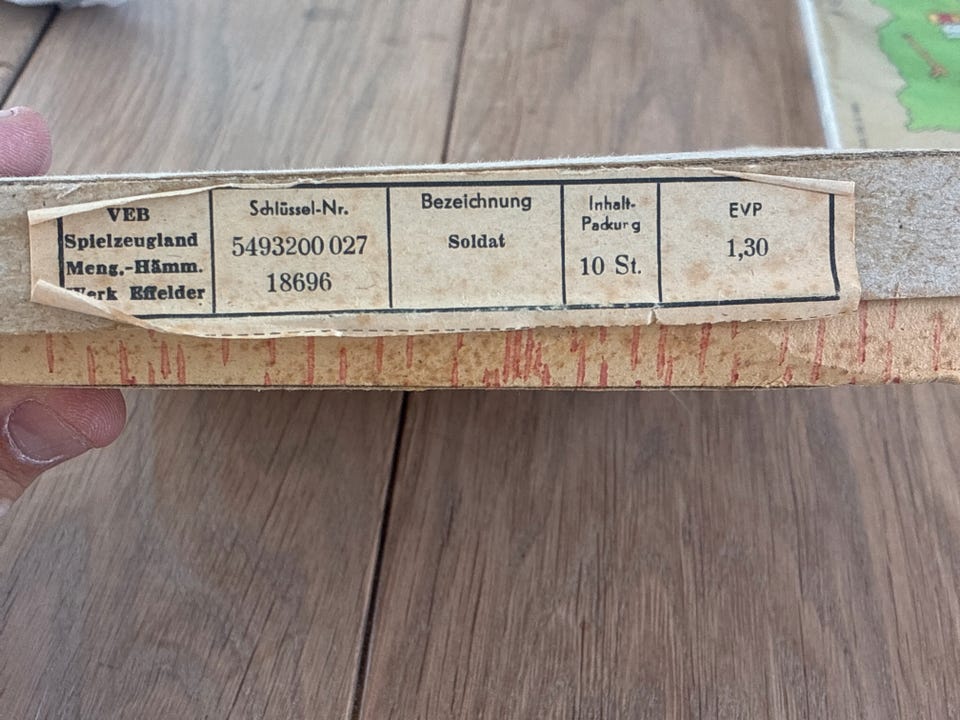 VEB
Spielzeugland
Meng.-Hämm.
Werk Effelder
Schlüssel-Nr.
5493200 027
18696
Bezeichnung
Soldat
Inhalt-
Packung
10 St.
EVP
1,30